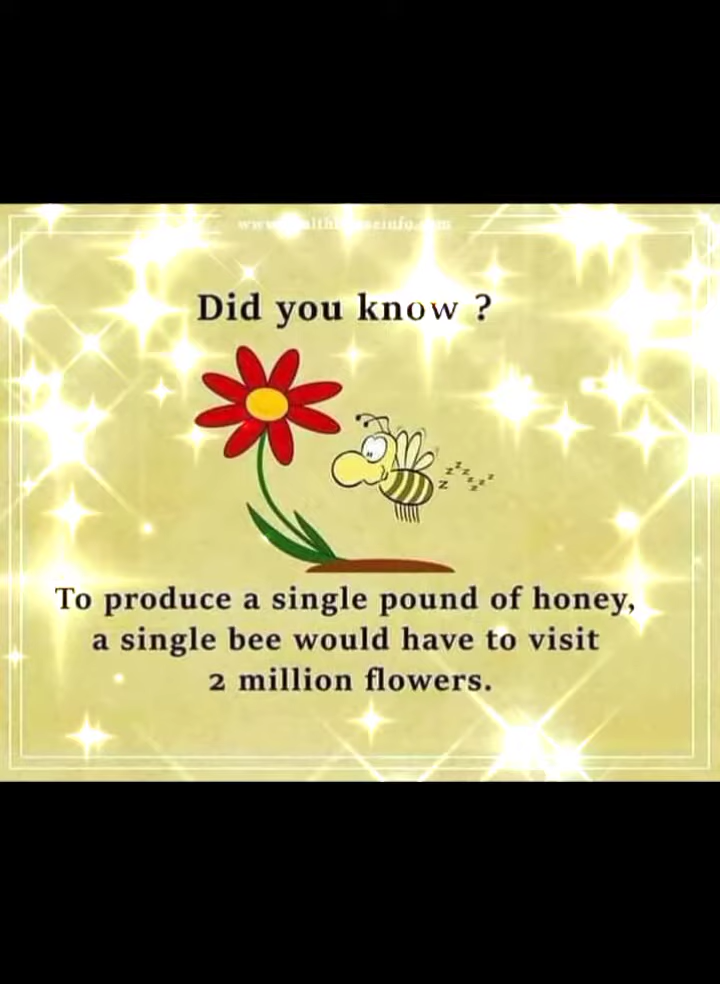 Did you know ?
z z z z z z z
To produce a single pound of honey,
a single bee would have to visit
2 million flowers.